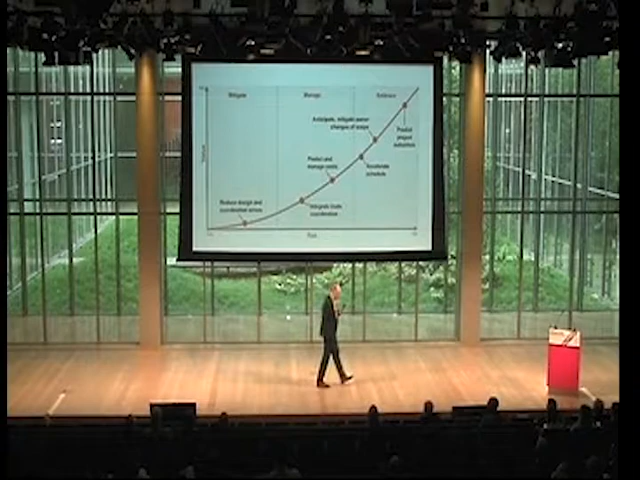 Mitigate
Manage
Embrace
Anticipate, mitigate owner
changes of scope
Predict
project
outcomes
Predict and
manage costs
Accelerate
schedule
Reduce design and
coordination errors
Integrate trade
coordination
Risk